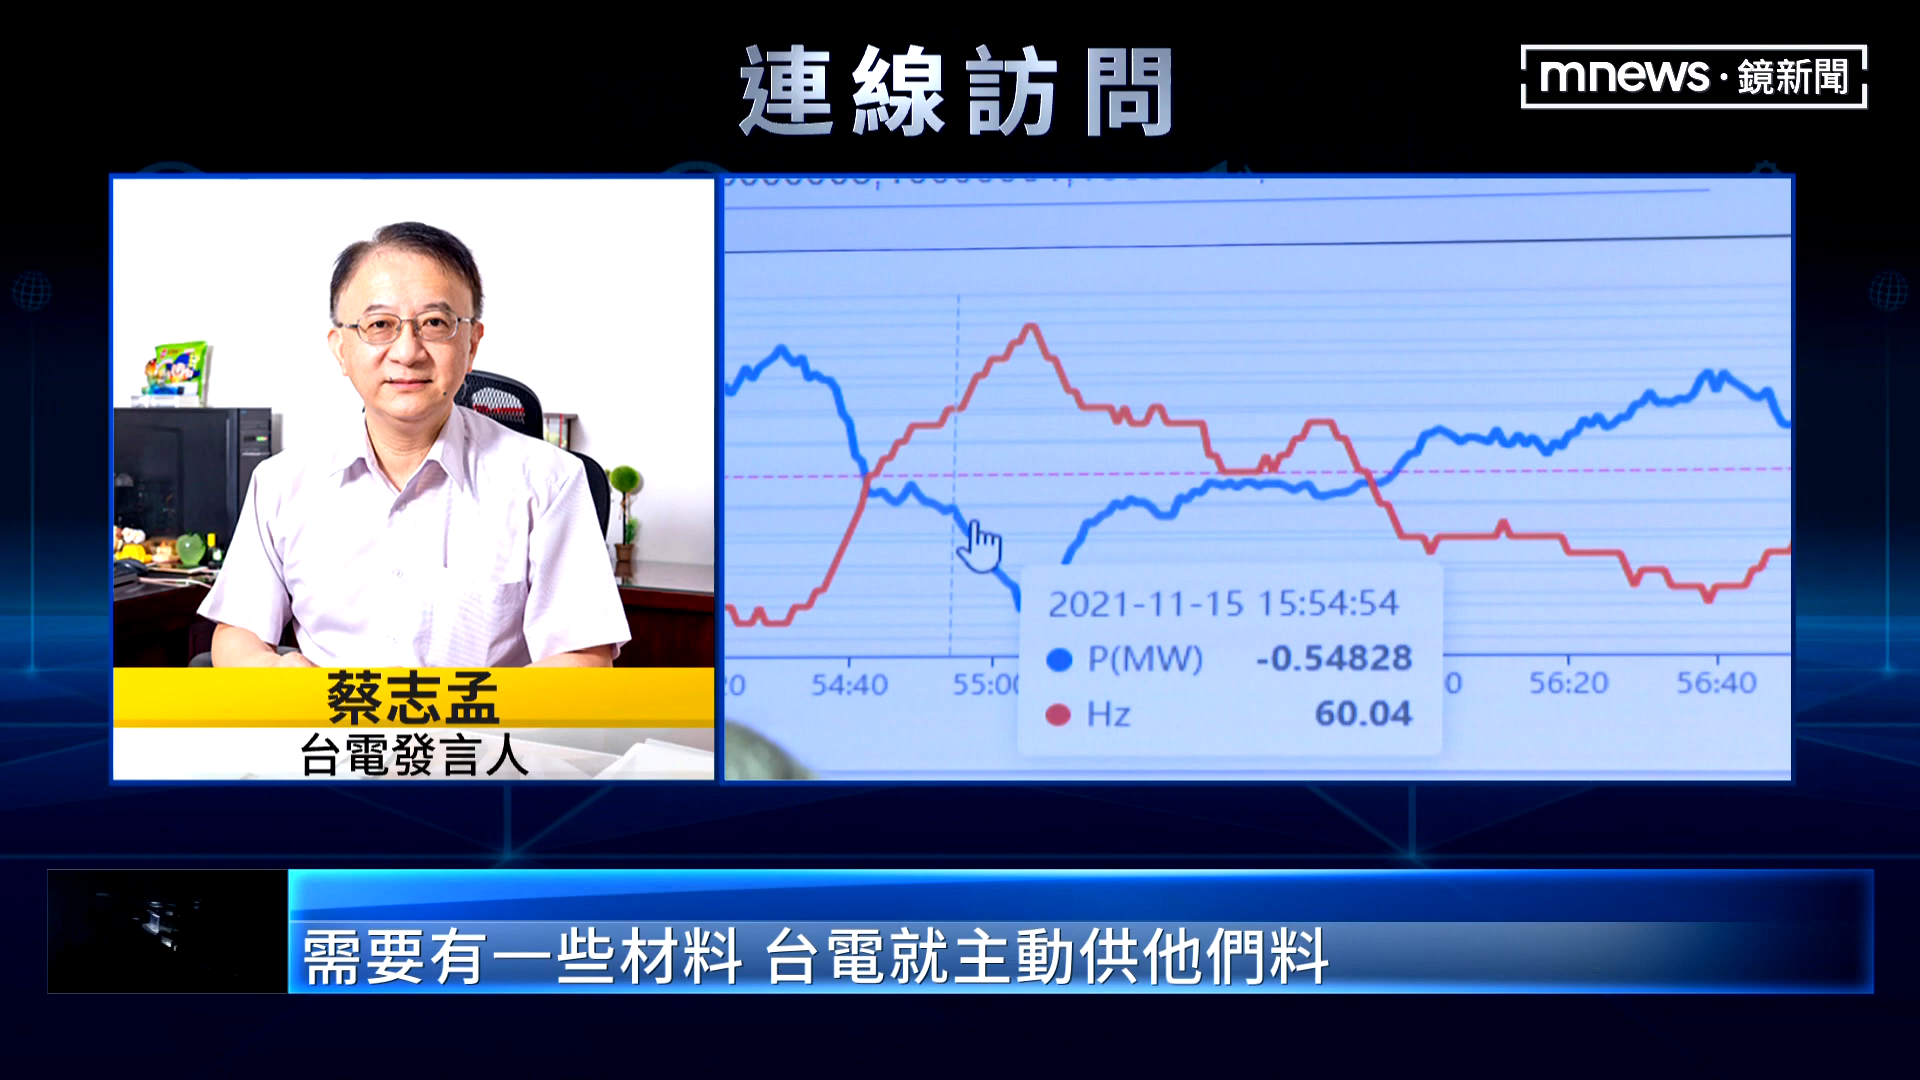 連線訪問
mnews·鏡新聞
2021-11-15 15:54:54
P(MW) -0.54828
Hz 60.04
54:40
56:20
56:40
蔡志孟
台電發言人
需要有一些材料 台電就主動供他們料